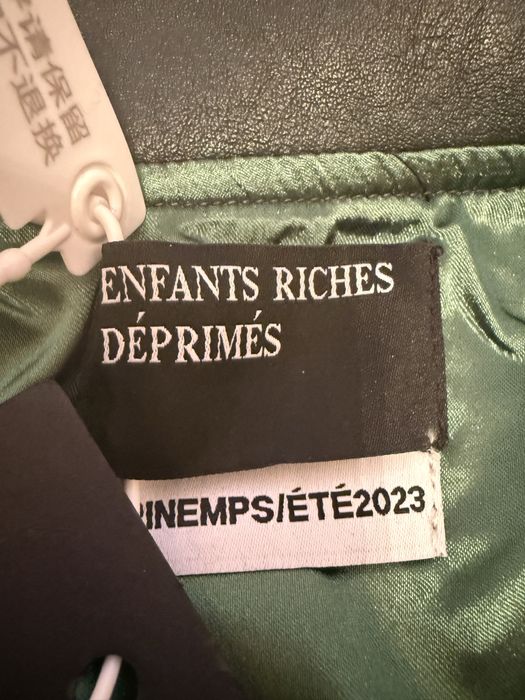 请保留
不退换
ENFANTS RICHES
DÉPRIMÉS
INEMPS/ÉTÉ2023